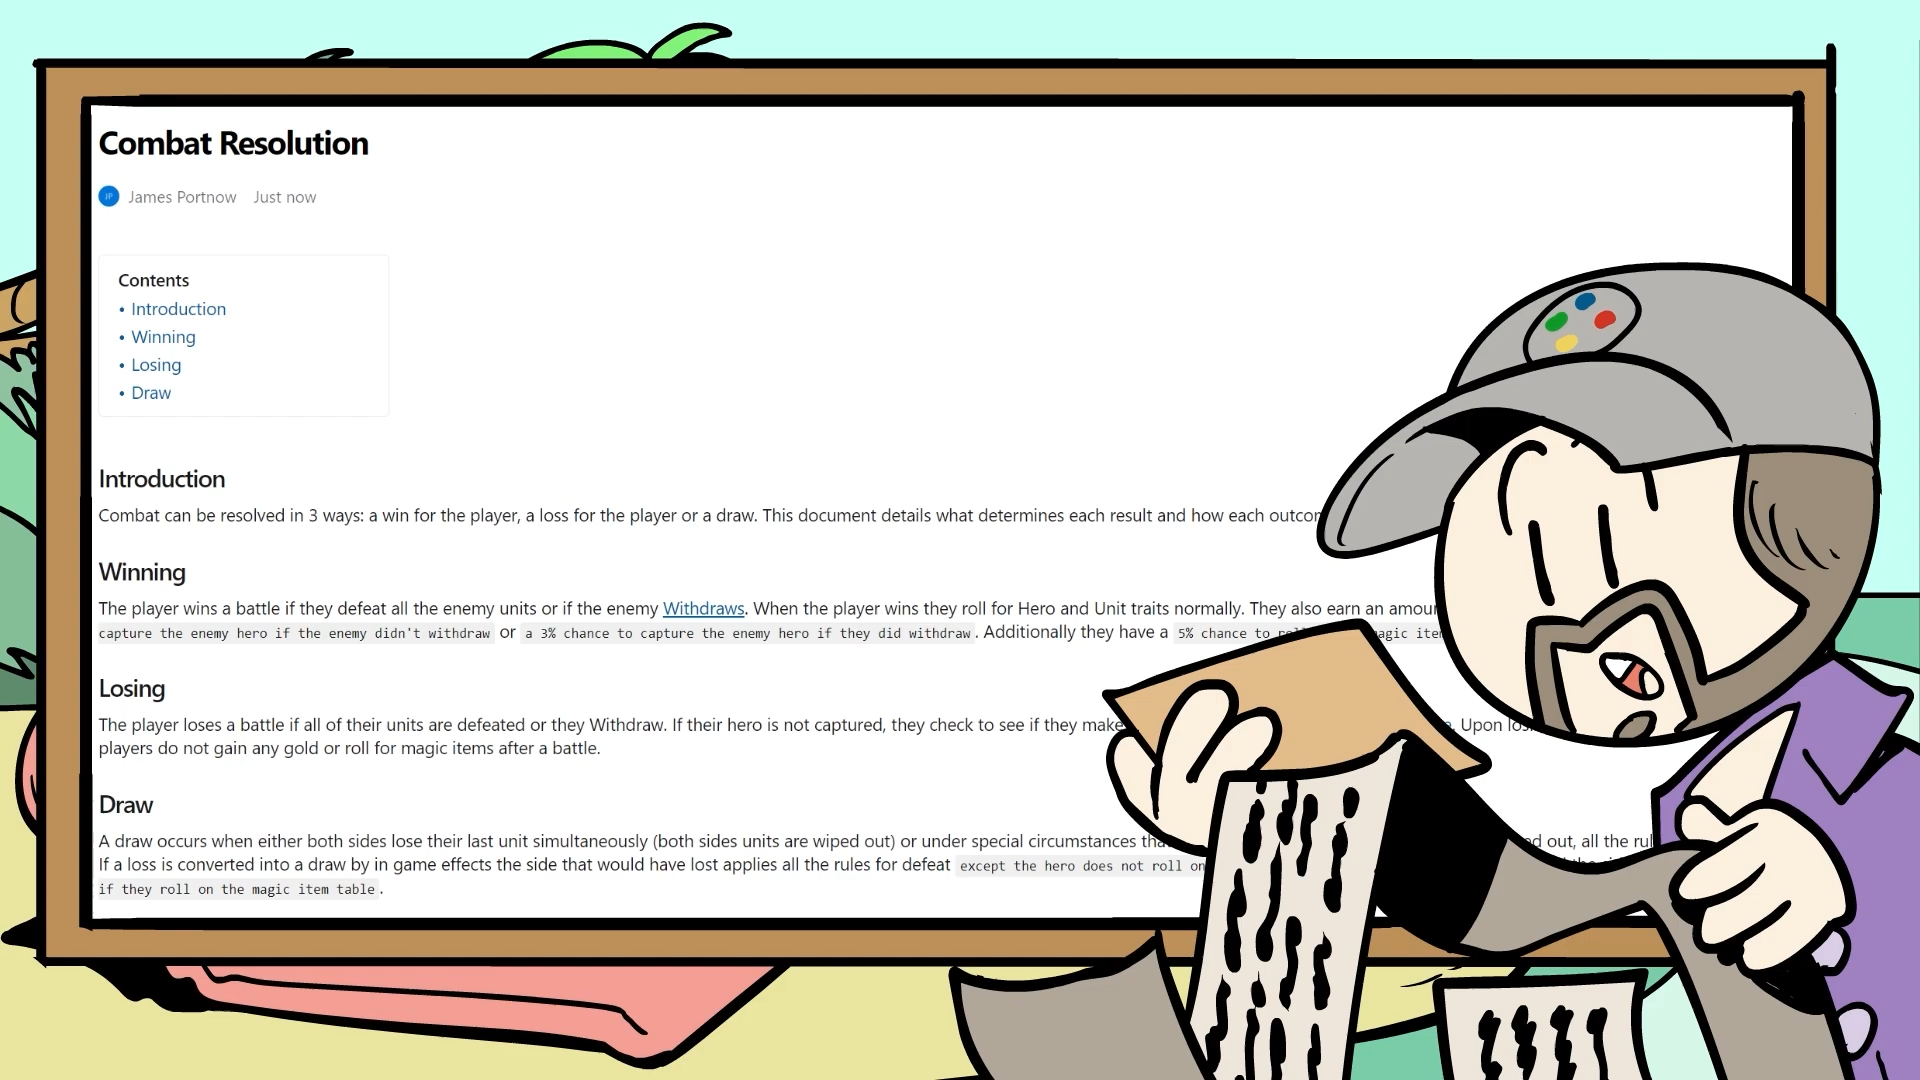 Combat Resolution
JP James Portnow Just now
Contents
• Introduction
• Winning
• Losing
• Draw
Introduction
Combat can be resolved in 3 ways: a win for the player, a loss for the player or a draw. This document details what determines each result and how each
Winning
The player wins a battle if they defeat all the enemy units or if the enemy Withdraws. When the player wins they roll for Hero and Unit traits normally. They also earn an
capture the enemy hero if the enemy didn't withdraw or a 3% chance to capture the enemy hero if they did withdraw. Additionally they have a 5% chance to
Losing
The player loses a battle if all of their units are defeated or they Withdraw. If their hero is not captured, they check to see if they make Upon
players do not gain any gold or roll for magic items after a battle.
Draw
A draw occurs when either both sides lose their last unit simultaneously (both sides units are wiped out) or under special circumstances out, all the
If a loss is converted into a draw by in game effects the side that would have lost applies all the rules for defeat except the hero does not roll on
if they roll on the magic item table.